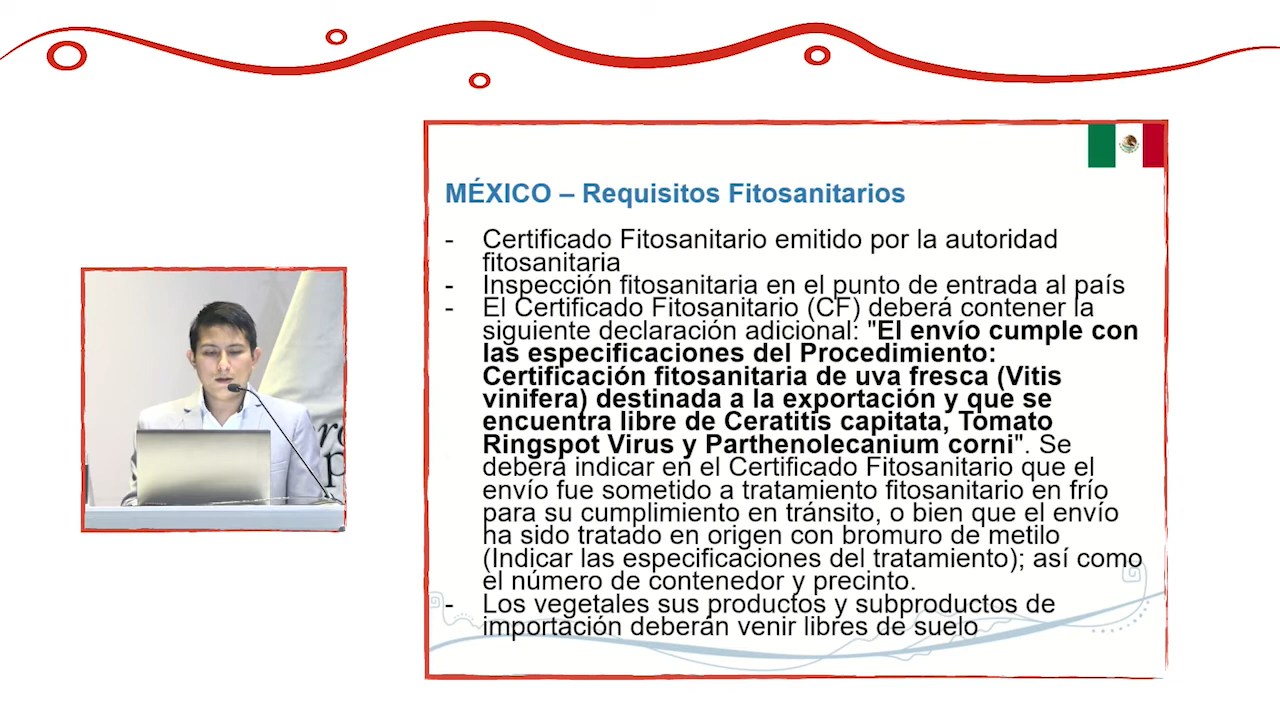 MÉXICO – Requisitos Fitosanitarios
- Certificado Fitosanitario emitido por la autoridad
fitosanitaria
- Inspección fitosanitaria en el punto de entrada al país
- El Certificado Fitosanitario (CF) deberá contener la
siguiente declaración adicional: "El envío cumple con
las especificaciones del Procedimiento:
Certificación fitosanitaria de uva fresca (Vitis
vinifera) destinada a la exportación y que se
encuentra libre de Ceratitis capitata, Tomato
Ringspot Virus y Parthenolecanium corni". Se
deberá indicar en el Certificado Fitosanitario que el
envío fue sometido a tratamiento fitosanitario en frío
para su cumplimiento en tránsito, o bien que el envío
ha sido tratado en origen con bromuro de metilo
(Indicar las especificaciones del tratamiento); así como
el número de contenedor y precinto.
- Los vegetales sus productos y subproductos de
importación deberán venir libres de suelo